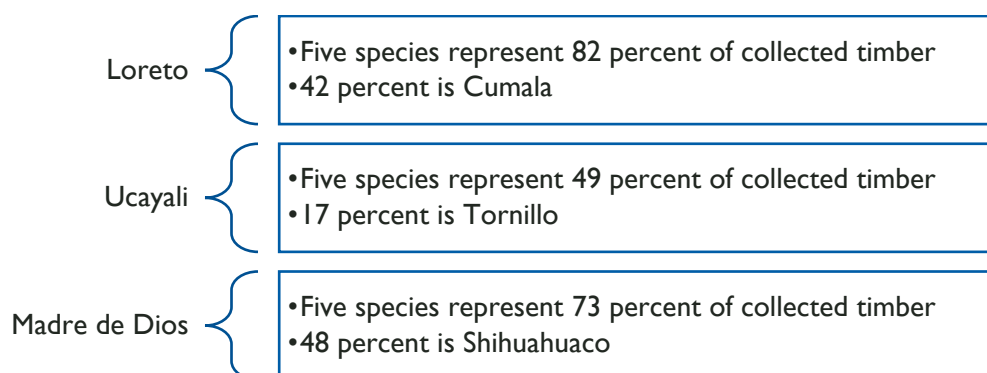 Loreto
•Five species represent 82 percent of collected timber
•42 percent is Cumala
Ucayali
•Five species represent 49 percent of collected timber
•17 percent is Tornillo
Madre de Dios
•Five species represent 73 percent of collected timber
•48 percent is Shihuahuaco